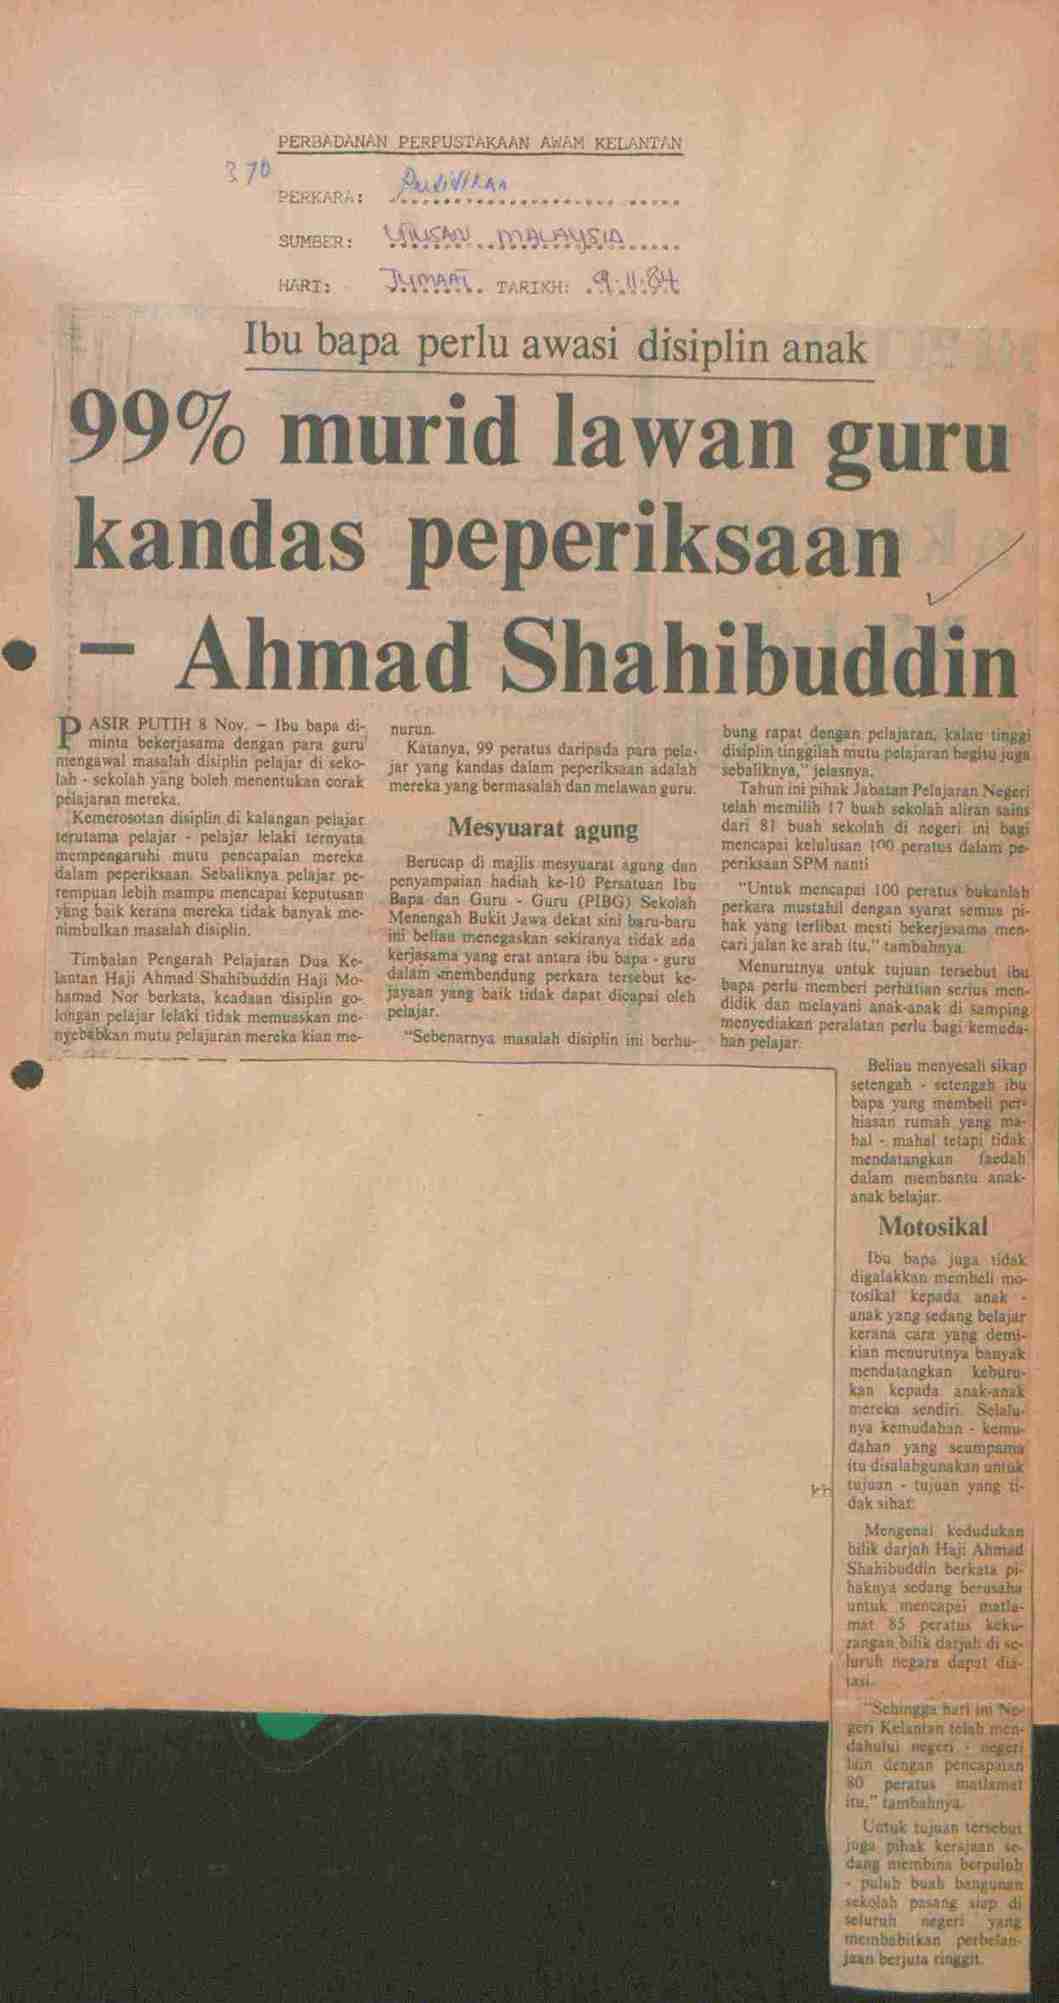 PERBADANAN PERPUSTAKAAN AWAM KELANTAN
370
PERKARA: Pendidikan
SUMBER: UTUSAN MALAYSIA
HARI: JUMAAT TARIKH: 9.11.84
Ibu bapa perlu awasi disiplin anak
99% murid lawan guru
kandas peperiksaan
– Ahmad Shahibuddin
PASIR PUTIH 8 Nov. – Ibu bapa di-
minta bekerjasama dengan para guru
mengawal masalah disiplin pelajar di seko-
lah - sekolah yang boleh menentukan corak
pelajaran mereka.
Kemerosotan disiplin di kalangan pelajar
terutama pelajar - pelajar lelaki ternyata
mempengaruhi mutu pencapaian mereka
dalam peperiksaan. Sebaliknya pelajar pe-
rempuan lebih mampu mencapai keputusan
yang baik kerana mereka tidak banyak me-
nimbulkan masalah disiplin.
Timbalan Pengarah Pelajaran Dua Ke-
lantan Haji Ahmad Shahibuddin Haji Mo-
hamad Nor berkata, keadaan disiplin go-
longan pelajar lelaki tidak memuaskan me-
nyebabkan mutu pelajaran mereka kian me-
nurun.
Katanya, 99 peratus daripada para pela-
jar yang kandas dalam peperiksaan adalah
mereka yang bermasalah dan melawan guru.
Mesyuarat agung
Berucap di majlis mesyuarat agung dan
penyampaian hadiah ke-10 Persatuan Ibu
Bapa dan Guru - Guru (PIBG) Sekolah
Menengah Bukit Jawa dekat sini baru-baru
ini beliau menegaskan sekiranya tidak ada
kerjasama yang erat antara ibu bapa - guru
dalam membendung perkara tersebut ke-
jayaan yang baik tidak dapat dicapai oleh
pelajar.
"Sebenarnya masalah disiplin ini berhu-
bung rapat dengan pelajaran, kalau tinggi
disiplin tinggilah mutu pelajaran begitu juga
sebaliknya," jelasnya.
Tahun ini pihak Jabatan Pelajaran Negeri
telah memilih 17 buah sekolah aliran sains
dari 81 buah sekolah di negeri ini bagi
mencapai kelulusan 100 peratus dalam pe-
periksaan SPM nanti
"Untuk mencapai 100 peratus bukanlah
perkara mustahil dengan syarat semua pi-
hak yang terlibat mesti bekerjasama men-
cari jalan ke arah itu," tambahnya.
Menurutnya untuk tujuan tersebut ibu
bapa perlu memberi perhatian serius men-
didik dan melayani anak-anak di samping
menyediakan peralatan perlu bagi kemuda-
han pelajar.
Beliau menyesali sikap
setengah - setengah ibu
bapa yang membeli per-
hiasan rumah yang ma-
hal - mahal tetapi tidak
mendatangkan faedah
dalam membantu anak-
anak belajar.
Motosikal
Ibu bapa juga tidak
digalakkan membeli mo-
tosikal kepada anak -
anak yang sedang belajar
kerana cara yang demi-
kian menurutnya banyak
mendatangkan keburu-
kan kepada anak-anak
mereka sendiri. Selalu-
nya kemudahan - kemu-
dahan yang seumpama
itu disalahgunakan untuk
tujuan - tujuan yang ti-
dak sihat.
Mengenai kedudukan
bilik darjah Haji Ahmad
Shahibuddin berkata pi-
haknya sedang berusaha
untuk mencapai matla-
mat 85 peratus keku-
rangan bilik darjah di se-
luruh negara dapat dia-
tasi.
"Sehingga hari ini Ne-
geri Kelantan telah men-
dahului negeri - negeri
lain dengan pencapaian
80 peratus matlamat
itu," tambahnya.
Untuk tujuan tersebut
juga pihak kerajaan se-
dang membina berpuluh
- puluh buah bangunan
sekolah pasang siap di
seluruh negeri yang
membabitkan perbelan-
jaan berjuta ringgit.